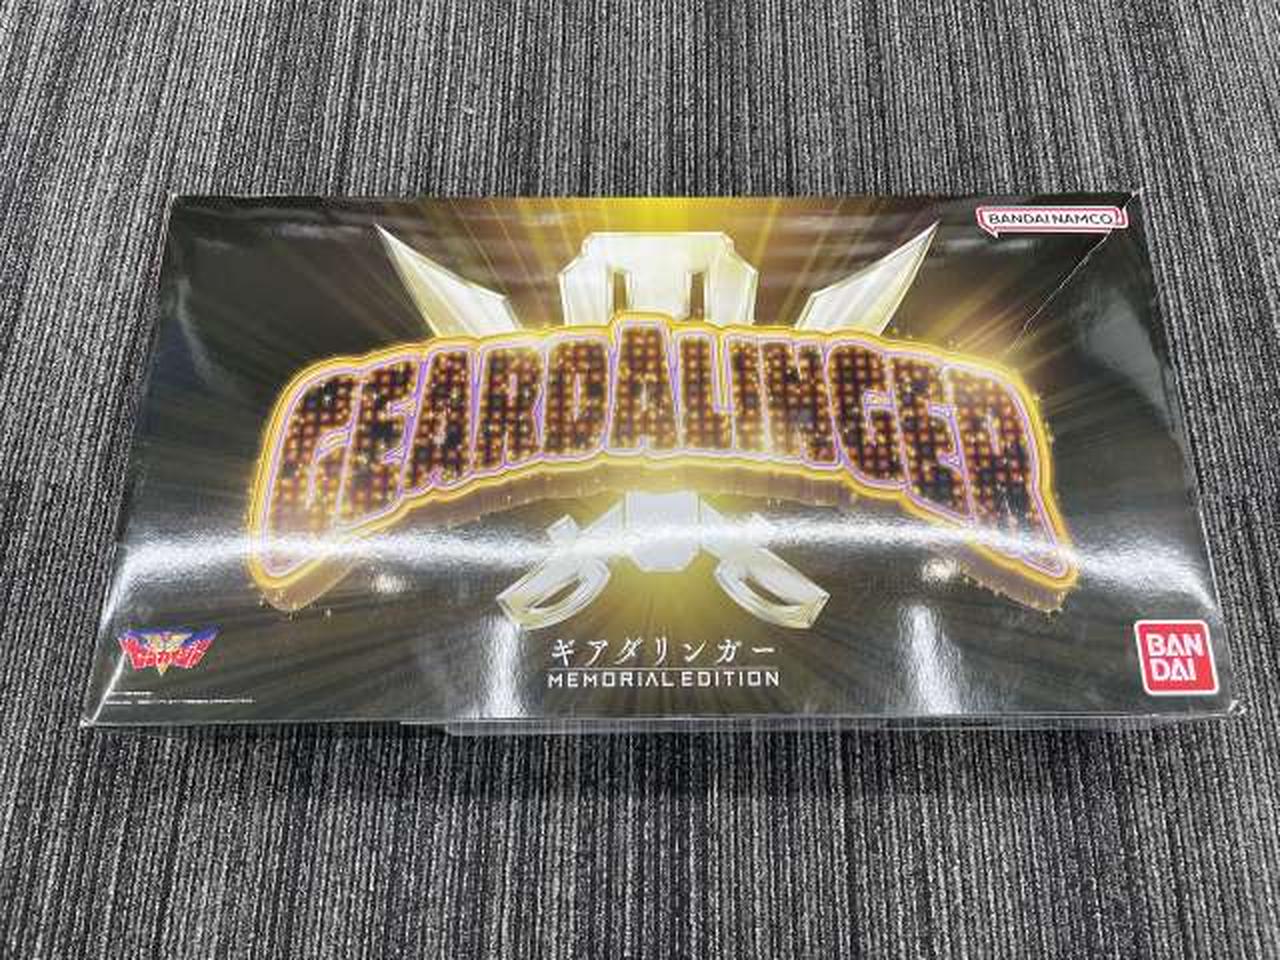 BANDAI NAMCO
GEARDALINGER
ギアダリンガー
MEMORIAL EDITION
BAN
DAI